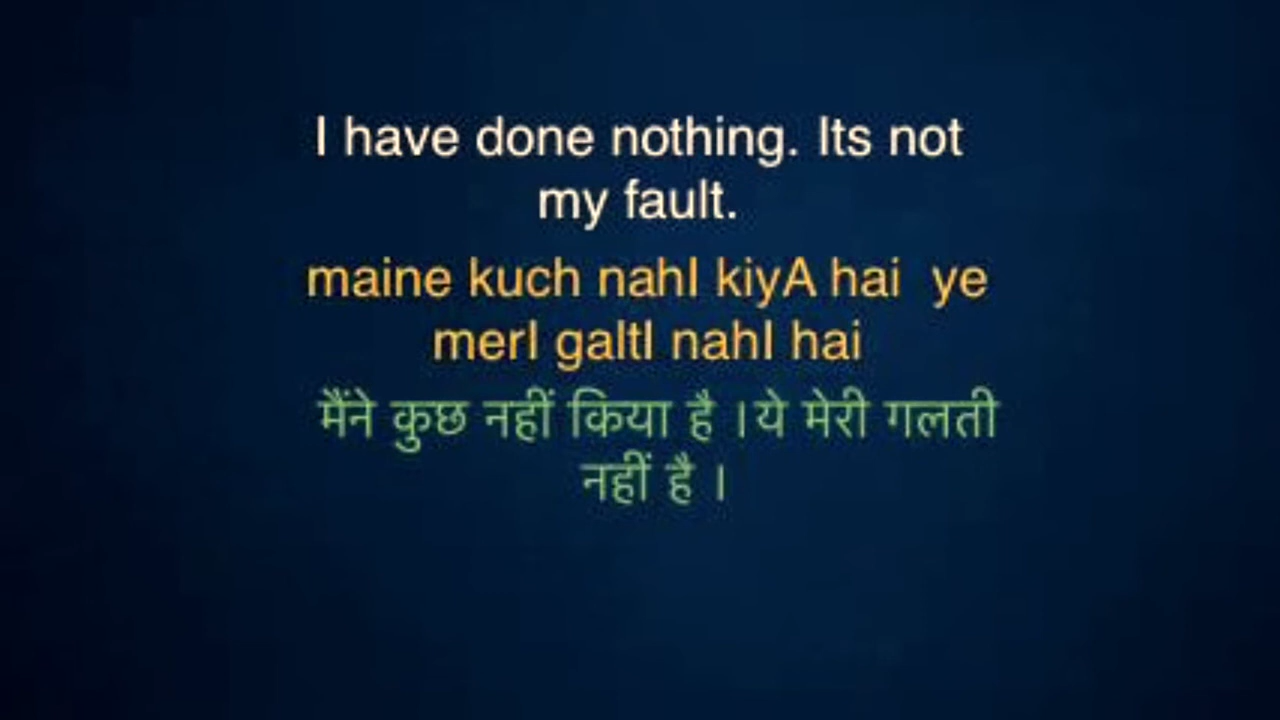 I have done nothing. Its not
my fault.
maine kuch nahI kiyA hai  ye
merI galtI nahI hai
मैंने कुछ नहीं किया है ।ये मेरी गलती
नहीं है ।